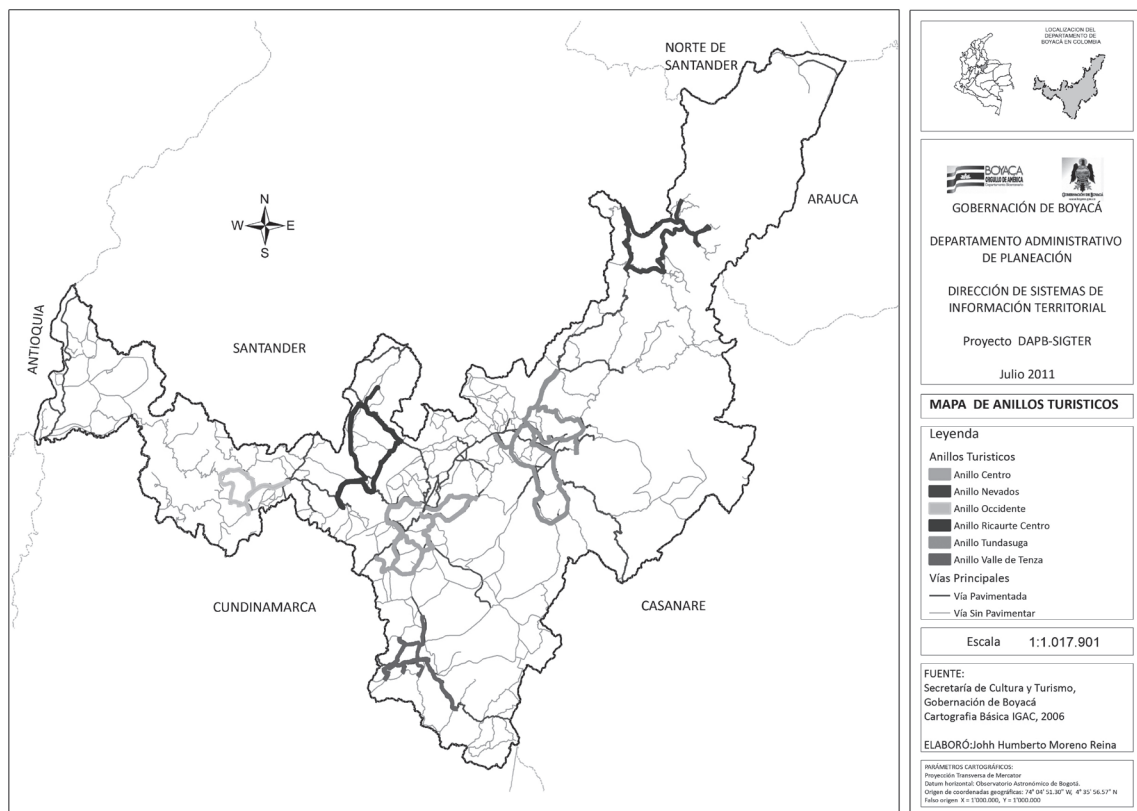 NORTE DE
SANTANDER
ARAUCA
N
W E
S
ANTIOQUIA
SANTANDER
CUNDINAMARCA
CASANARE
LOCALIZACION DEL
DEPARTAMENTO DE
BOYACÁ EN COLOMBIA
BOYACÁ
ORGULLO DE AMÉRICA
GOBERNACIÓN DE BOYACÁ
DEPARTAMENTO ADMINISTRATIVO
DE PLANEACIÓN
DIRECCIÓN DE SISTEMAS DE
INFORMACIÓN TERRITORIAL
Proyecto DAPB-SIGTER
Julio 2011
MAPA DE ANILLOS TURISTICOS
Leyenda
Anillos Turisticos
Anillo Centro
Anillo Nevados
Anillo Occidente
Anillo Ricaurte Centro
Anillo Tundasuga
Anillo Valle de Tenza
Vías Principales
Vía Pavimentada
Vía Sin Pavimentar
Escala 1:1.017.901
FUENTE:
Secretaría de Cultura y Turismo,
Gobernación de Boyacá
Cartografia Básica IGAC, 2006
ELABORÓ:Johh Humberto Moreno Reina
PARÁMETROS CARTOGRÁFICOS:
Proyección Transversa de Mercator
Datum horizontal: Observatorio Astronómico de Bogotá.
Origen de coordenadas geográficas: 74° 04' 51.30" W, 4° 35' 56.57" N
Falso origen X = 1'000.000, Y = 1'000.000